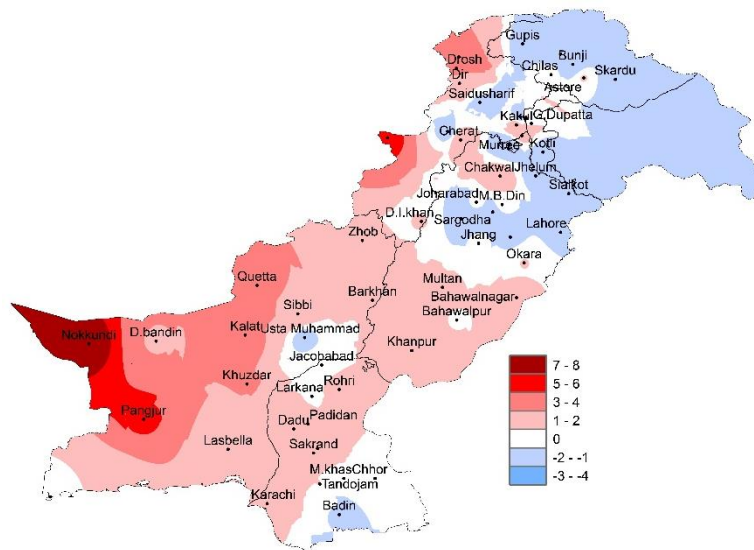 Gupis
Drosh
Bunji
Chilas
Dir
Skardu
Astore
Saidusharif
Kakul
G.Dupatta
Cherat
Murree
Kotli
Chakwal
Jhelum
Sialkot
Joharabad
M.B.Din
D.I.khan
Sargodha
Lahore
Zhob
Jhang
Okara
Quetta
Multan
Barkhan
Bahawalnagar
Sibbi
Bahawalpur
Nokkundi
D.bandin
Kalat
Usta Muhammad
Khanpur
Jacobabad
7 - 8
5 - 6
3 - 4
1 - 2
0
-2 - -1
-3 - -4
Khuzdar
Larkana
Rohri
Pangjur
Dadu
Padidan
Lasbella
Sakrand
M.khas
Chhor
Tandojam
Karachi
Badin